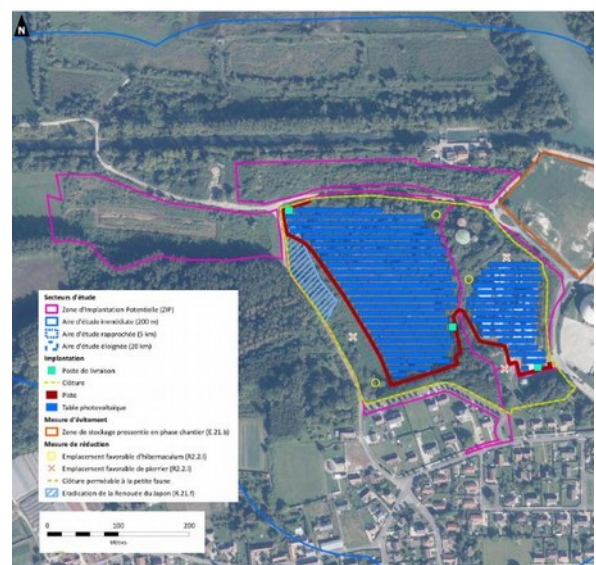 N
Secteurs d'étude
Zone d'Implantation Potentielle (ZIP)
Aire d'étude immédiate (200 m)
Aire d'étude rapprochée (5 km)
Aire d'étude éloignée (20 km)
Implantation
Poste de livraison
Clôture
Piste
Table photovoltaïque
Mesure d'évitement
Zone de stockage pressentie en phase chantier (E.21.b)
Mesure de réduction
Emplacement favorable d'hibernaculum (R2.2.l)
Emplacement favorable de pierrier (R2.2.l)
Clôture perméable à la petite faune
Eradication de la Renouée du Japon (R.21.f)
0 100 200
Mètres